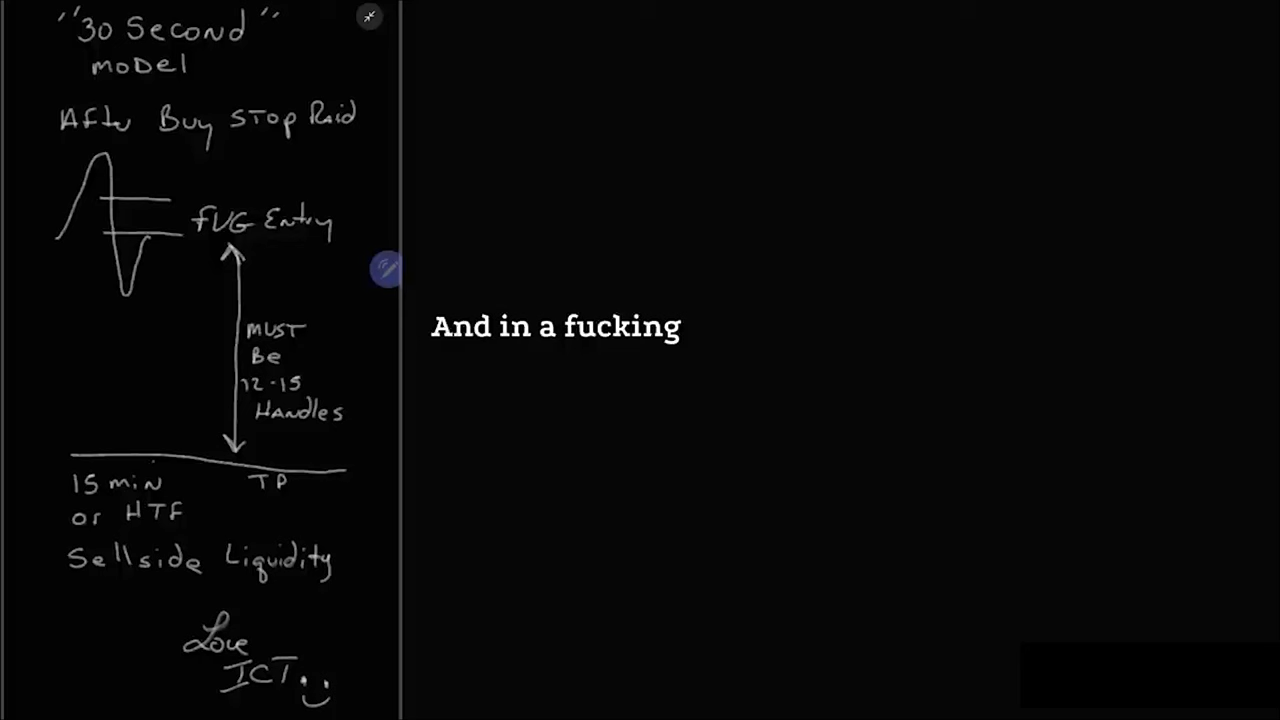 "30 Second"
model
After Buy Stop Raid
FVG Entry
MUST
Be
12-15
HANdles
15 min
or HTF
TP
Sellside Liquidity
Love
ICT
And in a fucking